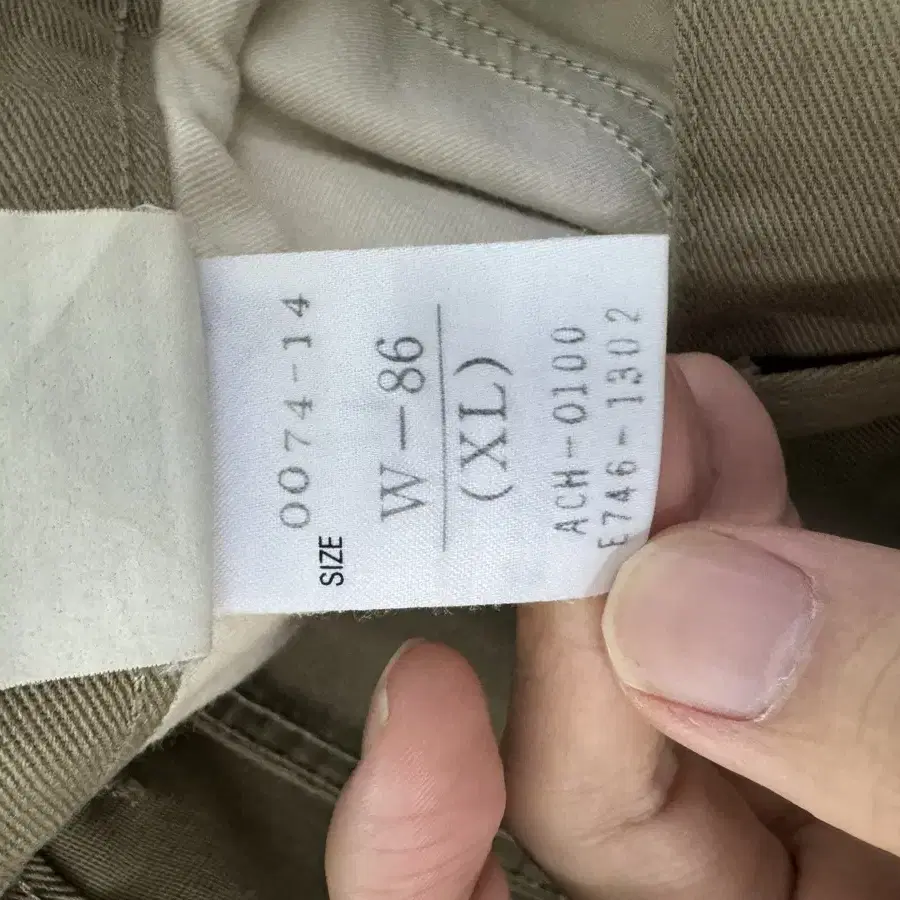 0074-14
SIZE
W-86
(XL)
ACH-0100
E746-1302